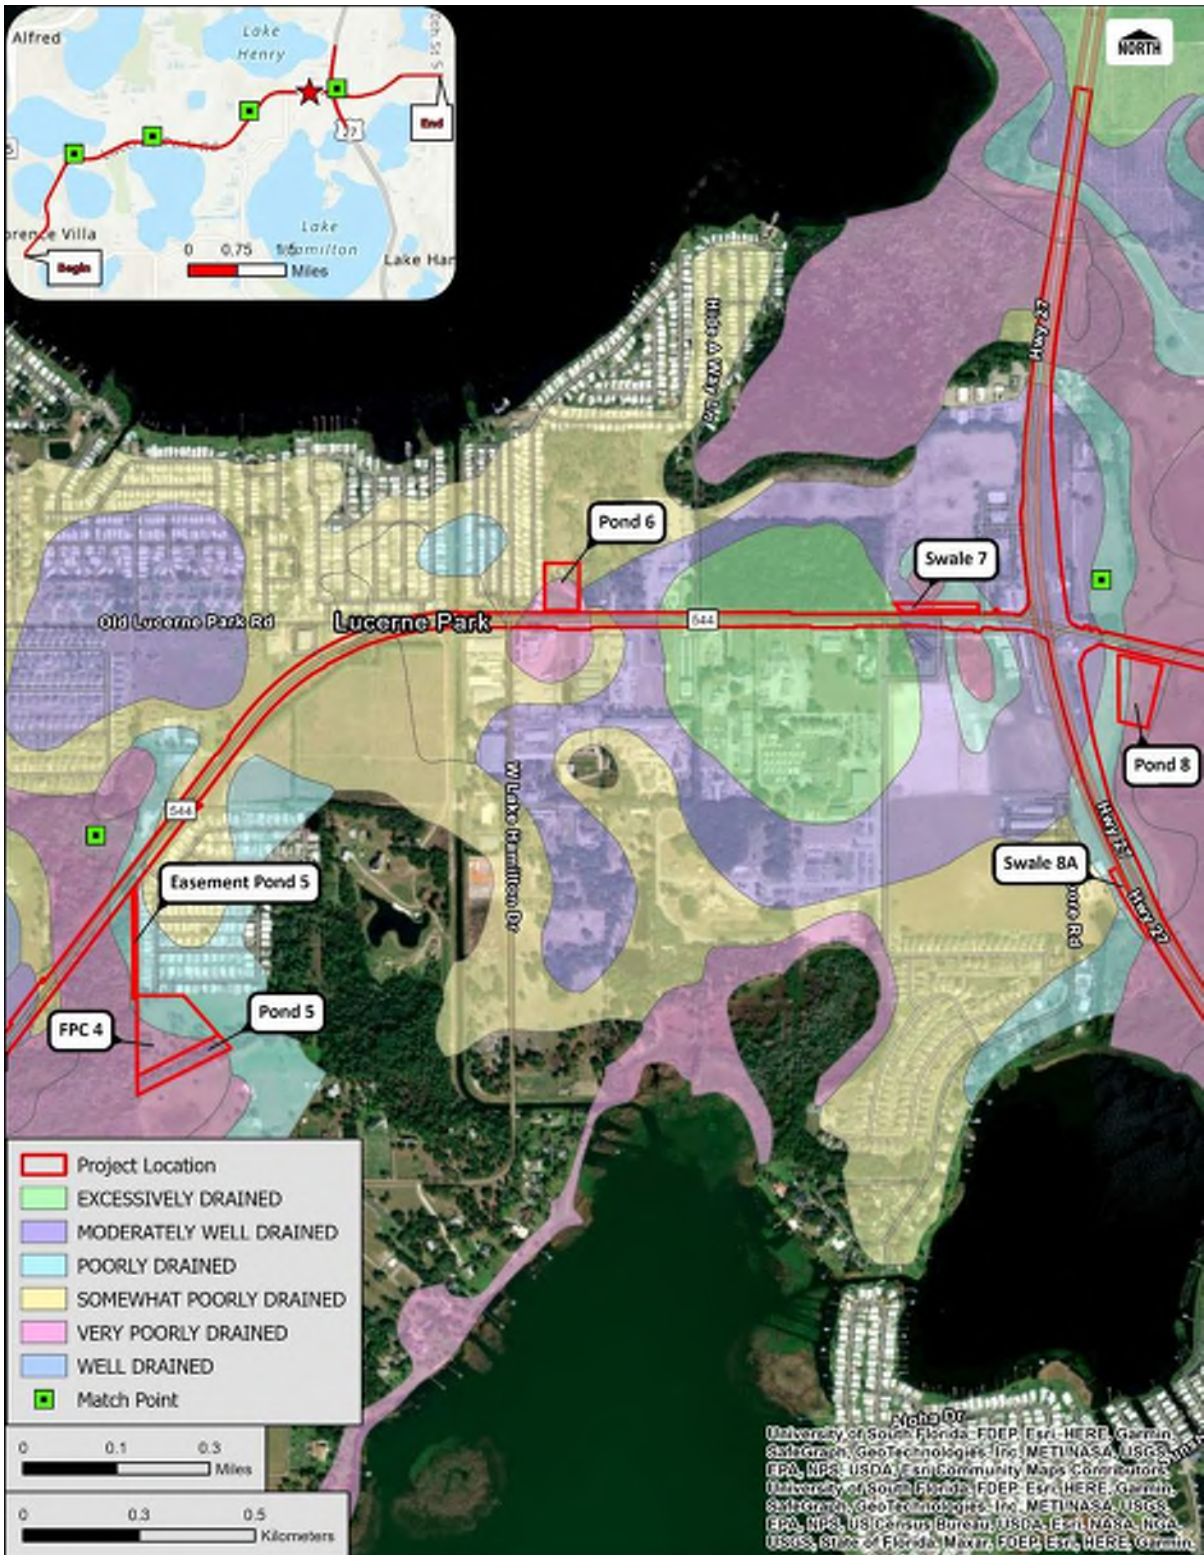 Alfred
Lake
Henry
NORTH
27
End
Lake
Hamilton
Begin
0 0.75 1.5
Miles
Hwy 27
Pond 6
Swale 7
Old Lucerne Park Rd
Lucerne Park
544
Pond 8
W Lake Hamilton Dr
544
Swale 8A
Easement Pond 5
Hwy 27
Pond 5
FPC 4
Project Location
EXCESSIVELY DRAINED
MODERATELY WELL DRAINED
POORLY DRAINED
SOMEWHAT POORLY DRAINED
VERY POORLY DRAINED
WELL DRAINED
Match Point
0 0.1 0.3
Miles
0 0.3 0.5
Kilometers
Aloha Dr
University of South Florida, FDEP, Esri, HERE, Garmin,
SafeGraph, GeoTechnologies, Inc, METI/NASA, USGS,
EPA, NPS, USDA, Esri Community Maps Contributors,
University of South Florida, FDEP, Esri, HERE, Garmin,
SafeGraph, GeoTechnologies, Inc, METI/NASA, USGS,
EPA, NPS, US Census Bureau, USDA, Esri, NASA, NGA,
USGS, State of Florida, Maxar, FDEP, Esri, HERE, Garmin,